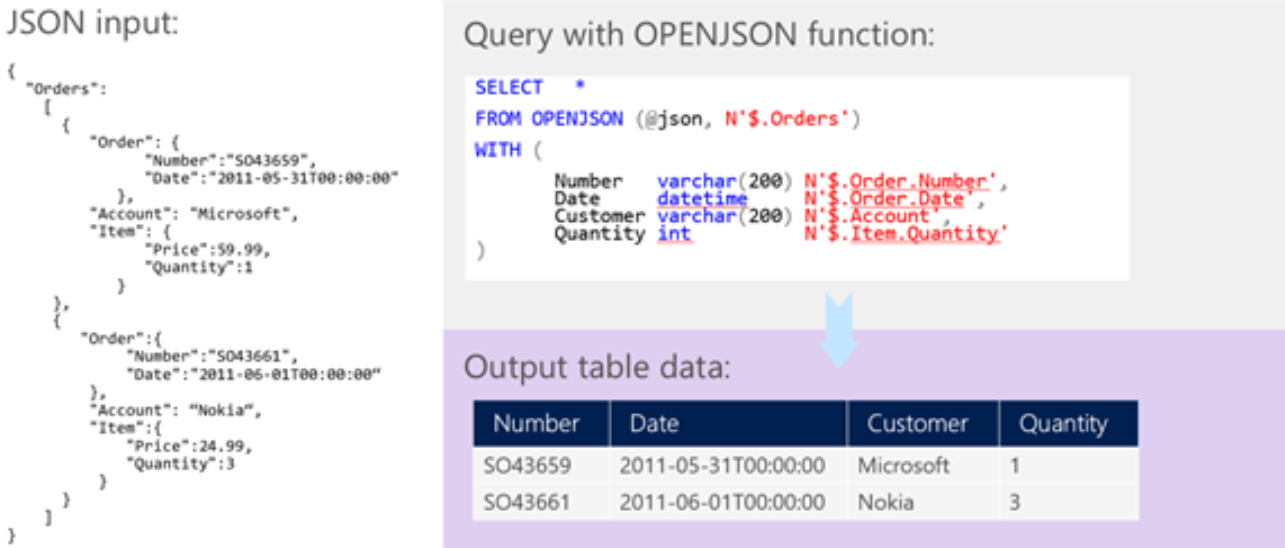 JSON input:
{
"Orders":
[
{
"Order": {
"Number":"SO43659",
"Date":"2011-05-31T00:00:00"
},
"Account": "Microsoft",
"Item": {
"Price":59.99,
"Quantity":1
}
},
{
"Order":{
"Number":"SO43661",
"Date":"2011-06-01T00:00:00“
},
"Account": “Nokia“,
"Item":{
"Price":24.99,
"Quantity":3
}
}
]
}
Query with OPENJSON function:
SELECT *
FROM OPENJSON (@json, N'$.Orders')
WITH (
Number varchar(200) N'$.Order.Number',
Date datetime N'$.Order.Date',
Customer varchar(200) N'$.Account',
Quantity int N'$.Item.Quantity'
)
Output table data:
Number Date Customer Quantity
SO43659 2011-05-31T00:00:00 Microsoft 1
SO43661 2011-06-01T00:00:00 Nokia 3